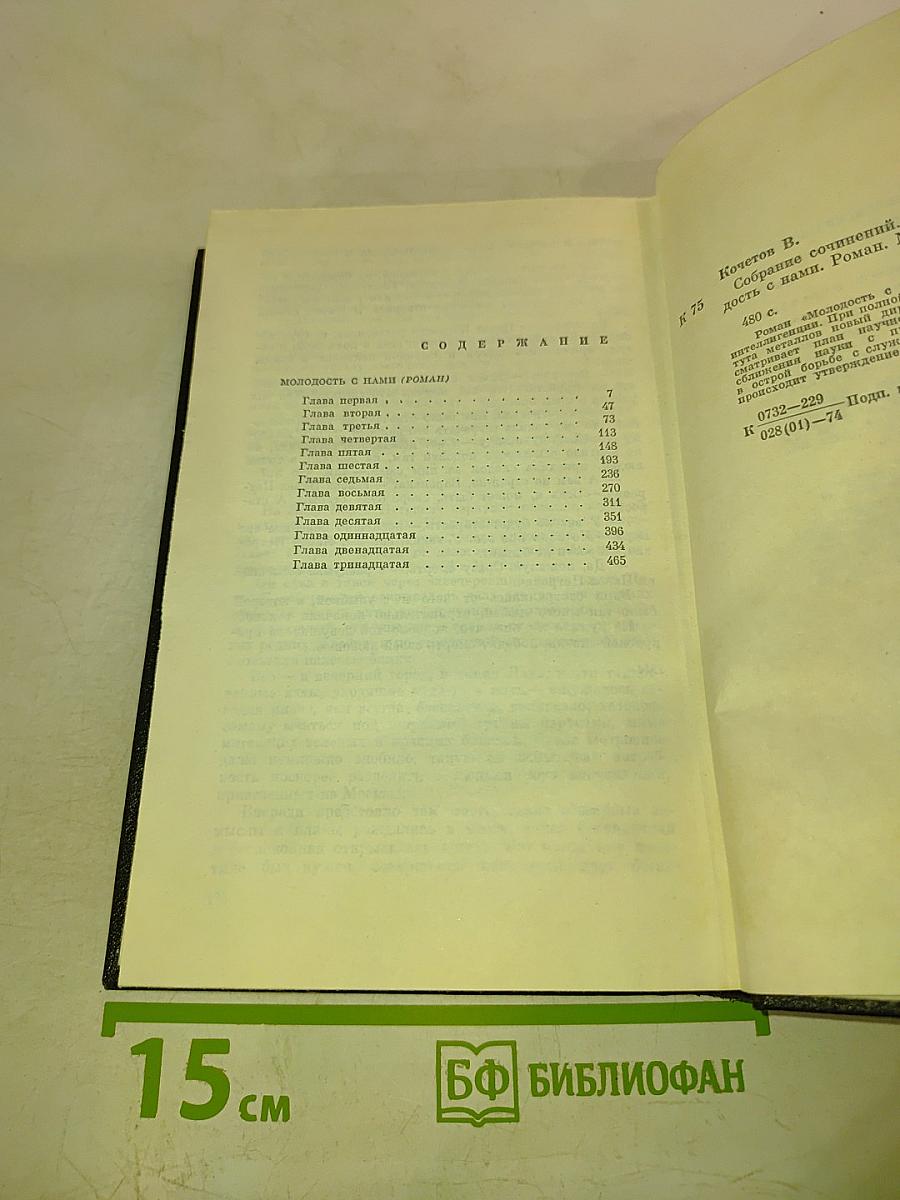 СОДЕРЖАНИЕ
МОЛОДОСТЬ С НАМИ (РОМАН)
Глава первая . . . . . . . . . . . . . . 7
Глава вторая . . . . . . . . . . . . . . 47
Глава третья . . . . . . . . . . . . . . 73
Глава четвертая . . . . . . . . . . . . . 113
Глава пятая . . . . . . . . . . . . . . 148
Глава шестая . . . . . . . . . . . . . . 193
Глава седьмая . . . . . . . . . . . . . 236
Глава восьмая . . . . . . . . . . . . . 270
Глава девятая . . . . . . . . . . . . . 311
Глава десятая . . . . . . . . . . . . . 351
Глава одиннадцатая . . . . . . . . . . . 396
Глава двенадцатая . . . . . . . . . . . 434
Глава тринадцатая . . . . . . . . . . . 465
Кочетов В.
К 75
Собрание сочинений.
дость с нами. Роман.
480 с.
Роман «Молодость с
интеллигенции. При полной
тута металлов новый дир
сматривает план научн
сближения науки с п
в острой борьбе с служ
происходит утверждение
К 0732—229
028(01)—74 Подп.
15 см
БФ БИБЛИОФАН